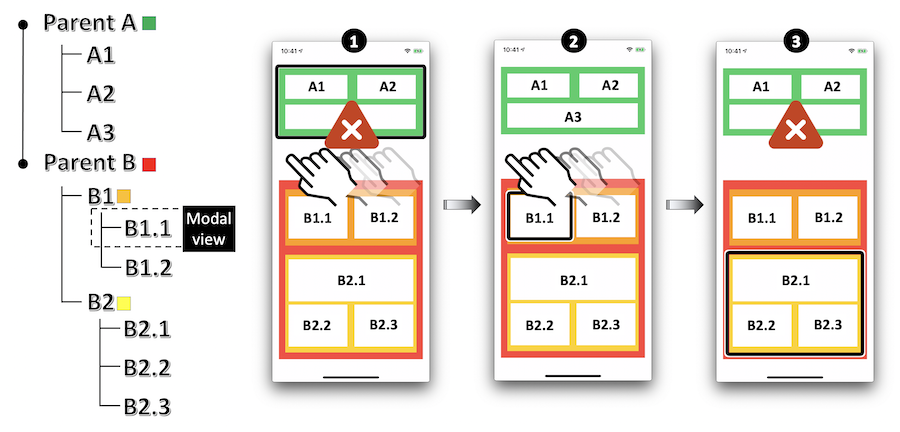 Parent A
A1
A2
A3
Parent B
B1
B1.1
Modal
view
B1.2
B2
B2.1
B2.2
B2.3
1
10:41
A1 A2
B1.1 B1.2
B2.1
B2.2 B2.3
2
10:41
A1 A2
A3
B1.1 B1.2
B2.1
B2.2 B2.3
3
10:41
A1 A2
B1.1 B1.2
B2.1
B2.2 B2.3